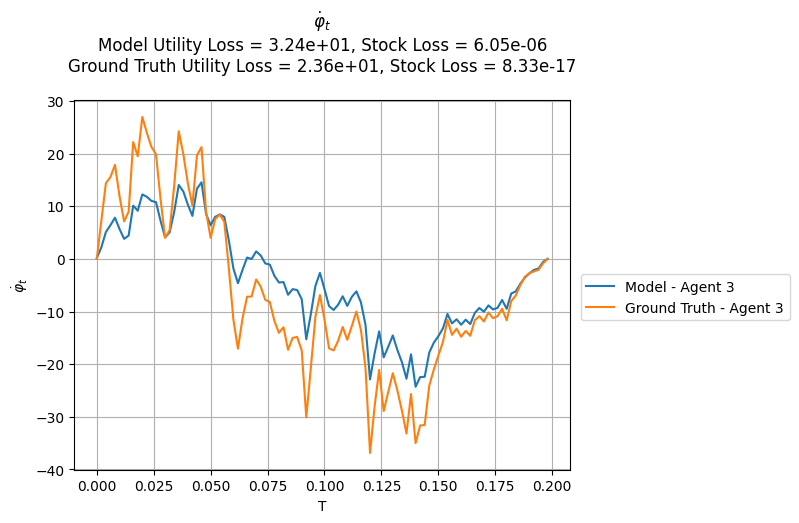 φ̇ₜ
Model Utility Loss = 3.24e+01, Stock Loss = 6.05e-06
Ground Truth Utility Loss = 2.36e+01, Stock Loss = 8.33e-17
30
20
10
0
−10
−20
−30
−40
φ̇ₜ
0.000 0.025 0.050 0.075 0.100 0.125 0.150 0.175 0.200
T
Model - Agent 3
Ground Truth - Agent 3